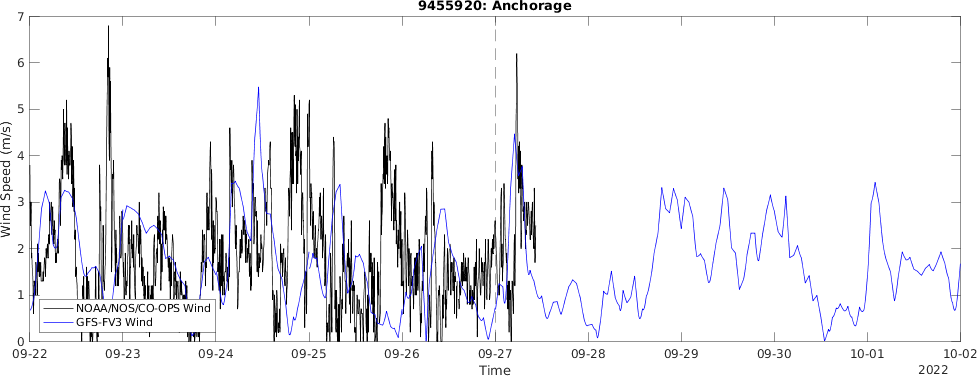 9455920: Anchorage
Wind Speed (m/s)
7
6
5
4
3
2
1
0
NOAA/NOS/CO-OPS Wind
GFS-FV3 Wind
09-22 09-23 09-24 09-25 09-26 09-27 09-28 09-29 09-30 10-01 10-02
Time
2022